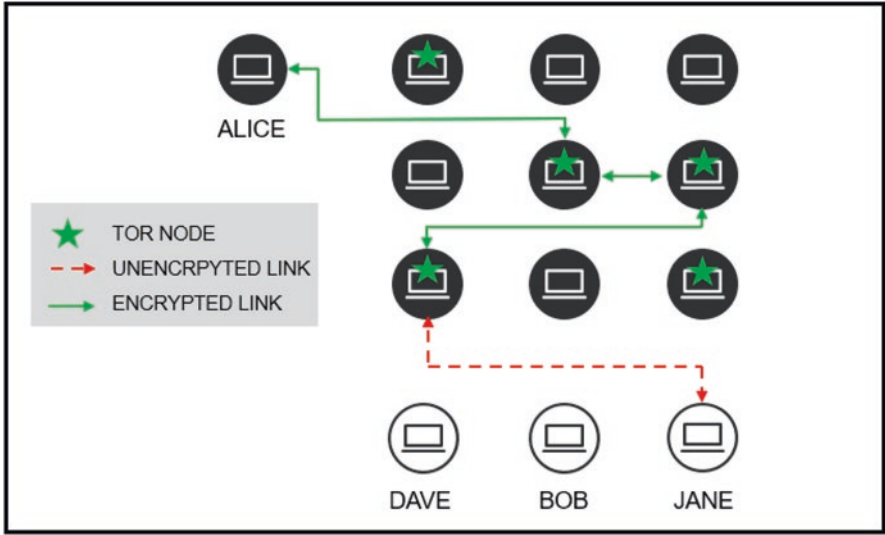 ALICE
TOR NODE
UNENCRPYTED LINK
ENCRYPTED LINK
DAVE
BOB
JANE